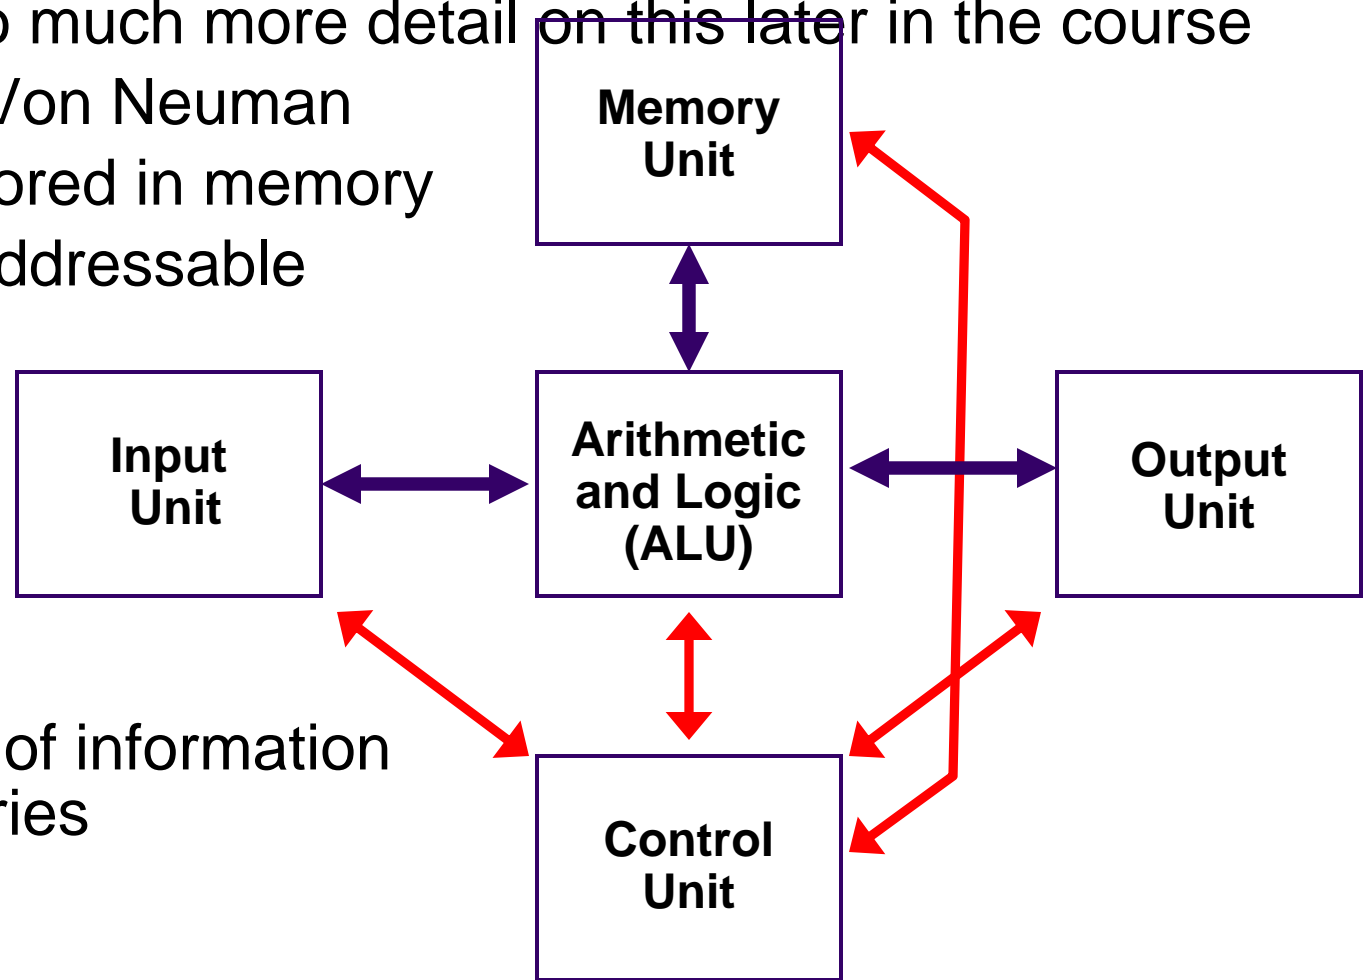 much more detail on this later in the course
on Neuman
ored in memory
ddressable
Memory
Unit
Input
Unit
Arithmetic
and Logic
(ALU)
Output
Unit
of information
ries
Control
Unit